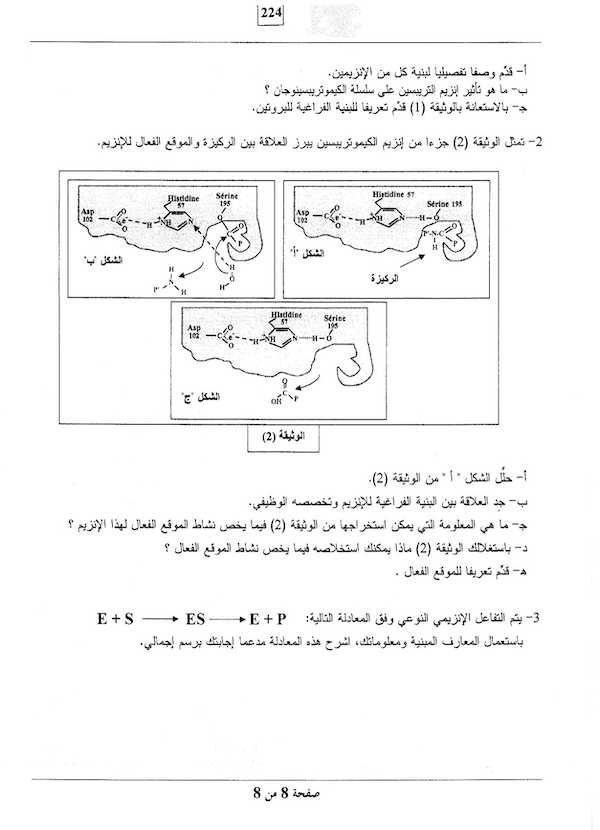 224
أ- قدّم وصفا تفصيليا لبنية كل من الإنزيمين.
ب- ما هو تأثير إنزيم التريبسين على سلسلة الكيموتريبسينوجان ؟
ج- بالاستعانة بالوثيقة (1) قدّم تعريفا للبنية الفراغية للبروتين.
2- تمثل الوثيقة (2) جزءا من إنزيم الكيموتريبسين يبرز العلاقة بين الركيزة والموقع الفعال للإنزيم.
Histidine 57
Sérine 195
Asp 102
C O O e⁻ H NH N H O
P'-N-C O
H P
الشكل "أ"
الركيزة
Histidine 57
Sérine 195
Asp 102
C O O e⁻ H NH N O
C O P
H
P' N H
H O H
الشكل "ب"
Histidine 57
Sérine 195
Asp 102
C O O e⁻ H NH N H O
O
C
OH P
الشكل "ج"
الوثيقة (2)
أ- حلّل الشكل " أ " من الوثيقة (2).
ب- جد العلاقة بين البنية الفراغية للإنزيم وتخصصه الوظيفي.
ج- ما هي المعلومة التي يمكن استخراجها من الوثيقة (2) فيما يخص نشاط الموقع الفعال لهذا الإنزيم ؟
د- باستغلالك الوثيقة (2) ماذا يمكنك استخلاصه فيما يخص نشاط الموقع الفعال ؟
هـ- قدّم تعريفا للموقع الفعال .
3- يتم التفاعل الإنزيمي النوعي وفق المعادلة التالية: E + S → ES → E + P
باستعمال المعارف المبنية ومعلوماتك، اشرح هذه المعادلة مدعما إجابتك برسم إجمالي.
صفحة 8 من 8